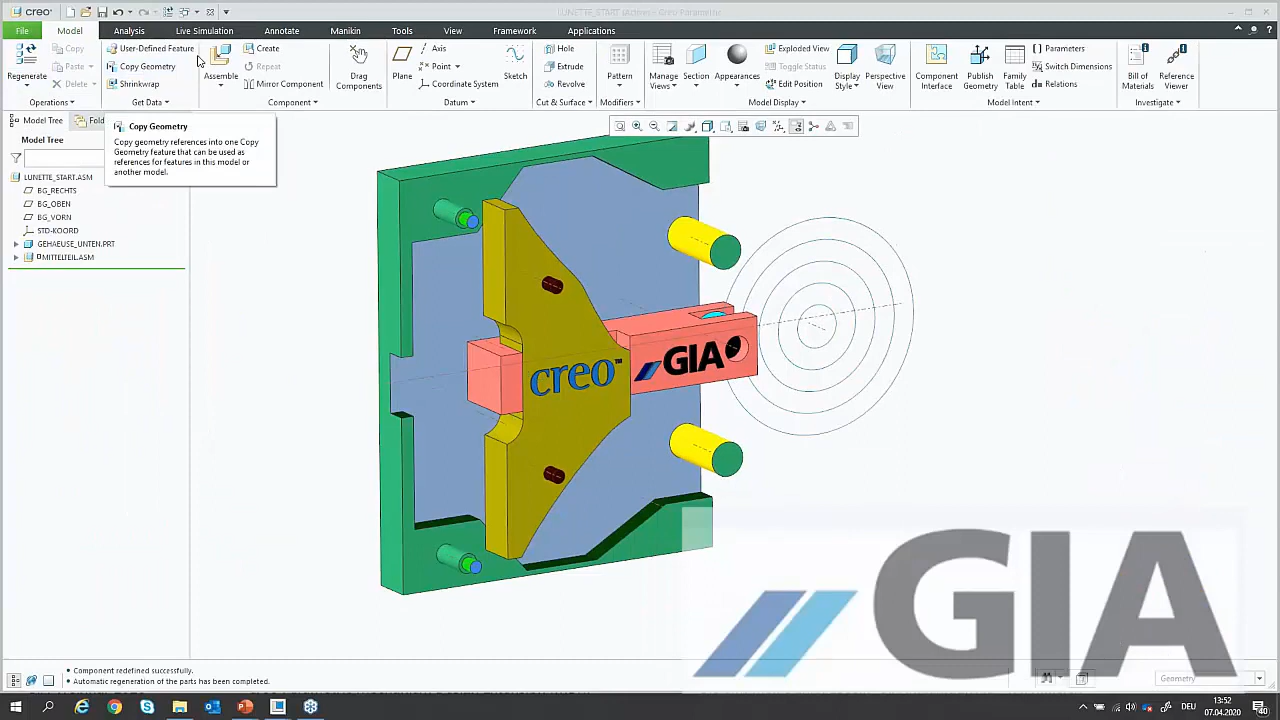 creo
LUNETTE_START (Active) - Creo Parametric
File
Model
Analysis
Live Simulation
Annotate
Manikin
Tools
View
Framework
Applications
Regenerate
Copy
Paste
Delete
Operations
User-Defined Feature
Copy Geometry
Shrinkwrap
Get Data
Assemble
Create
Repeat
Mirror Component
Component
Drag
Components
Plane
Axis
Point
Coordinate System
Sketch
Datum
Hole
Extrude
Revolve
Cut & Surface
Pattern
Modifiers
Manage
Views
Section
Appearances
Exploded View
Toggle Status
Edit Position
Display
Style
Perspective
View
Model Display
Component
Interface
Publish
Geometry
Family
Table
Parameters
Switch Dimensions
Relations
Model Intent
Bill of
Materials
Reference
Viewer
Investigate
Model Tree
Fold
Model Tree
Copy Geometry
Copy geometry references into one Copy
Geometry feature that can be used as
references for features in this model or
another model.
LUNETTE_START.ASM
BG_RECHTS
BG_OBEN
BG_VORN
STD-KOORD
GEHAEUSE_UNTEN.PRT
MITTELTEIL.ASM
creo™
GIA
GIA
• Component redefined successfully.
• Automatic regeneration of the parts has been completed.
Geometry
DEU
13:52
07.04.2020
40